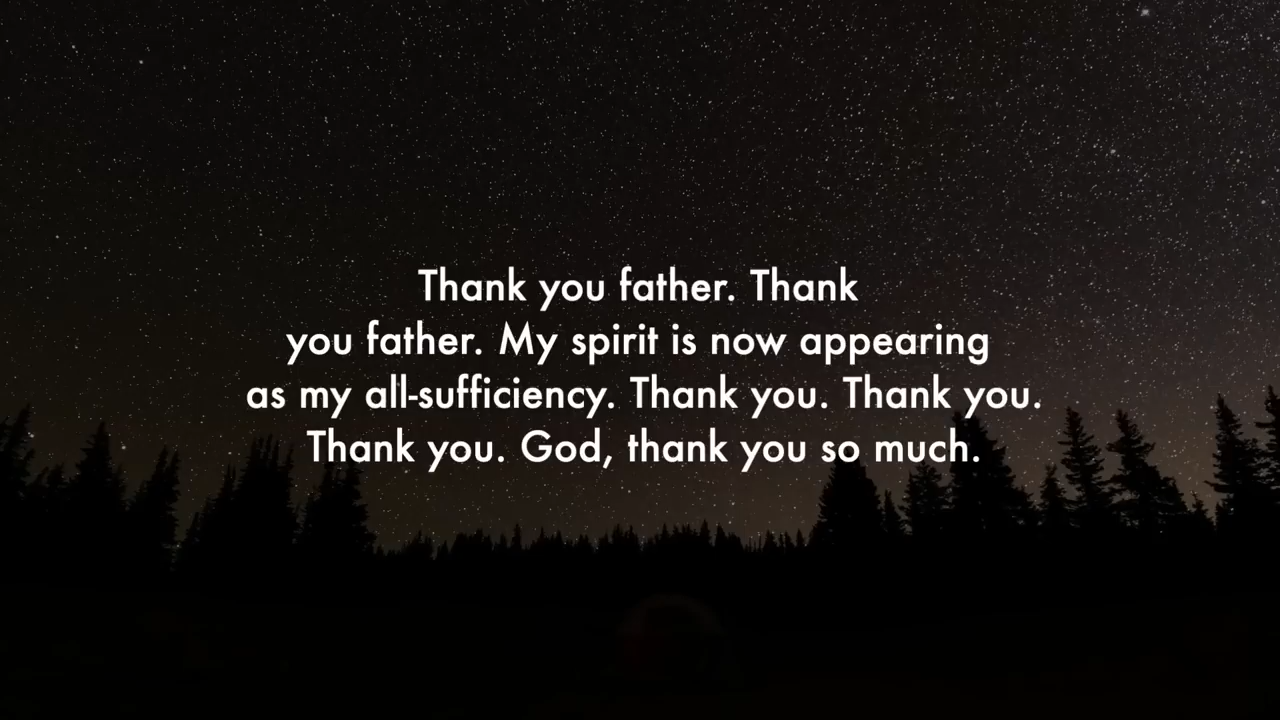 Thank you father. Thank
you father. My spirit is now appearing
as my all-sufficiency. Thank you. Thank you.
Thank you. God, thank you so much.